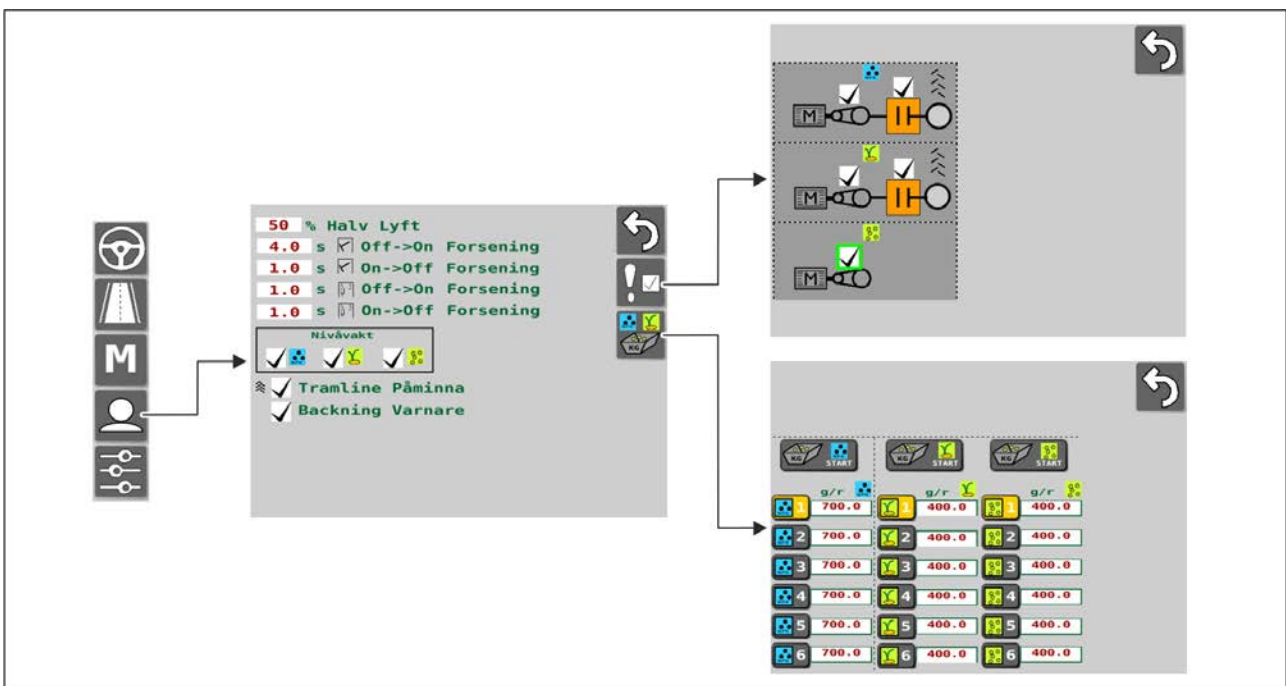 M
50 % Halv Lyft
4.0 s Off->On Forsening
1.0 s On->Off Forsening
1.0 s Off->On Forsening
1.0 s On->Off Forsening
Nivåvakt
Tramline Påminna
Backning Varnare
KG
M
M
M
KG START KG START KG START
g/r g/r g/r
1 700.0 1 400.0 1 400.0
2 700.0 2 400.0 2 400.0
3 700.0 3 400.0 3 400.0
4 700.0 4 400.0 4 400.0
5 700.0 5 400.0 5 400.0
6 700.0 6 400.0 6 400.0